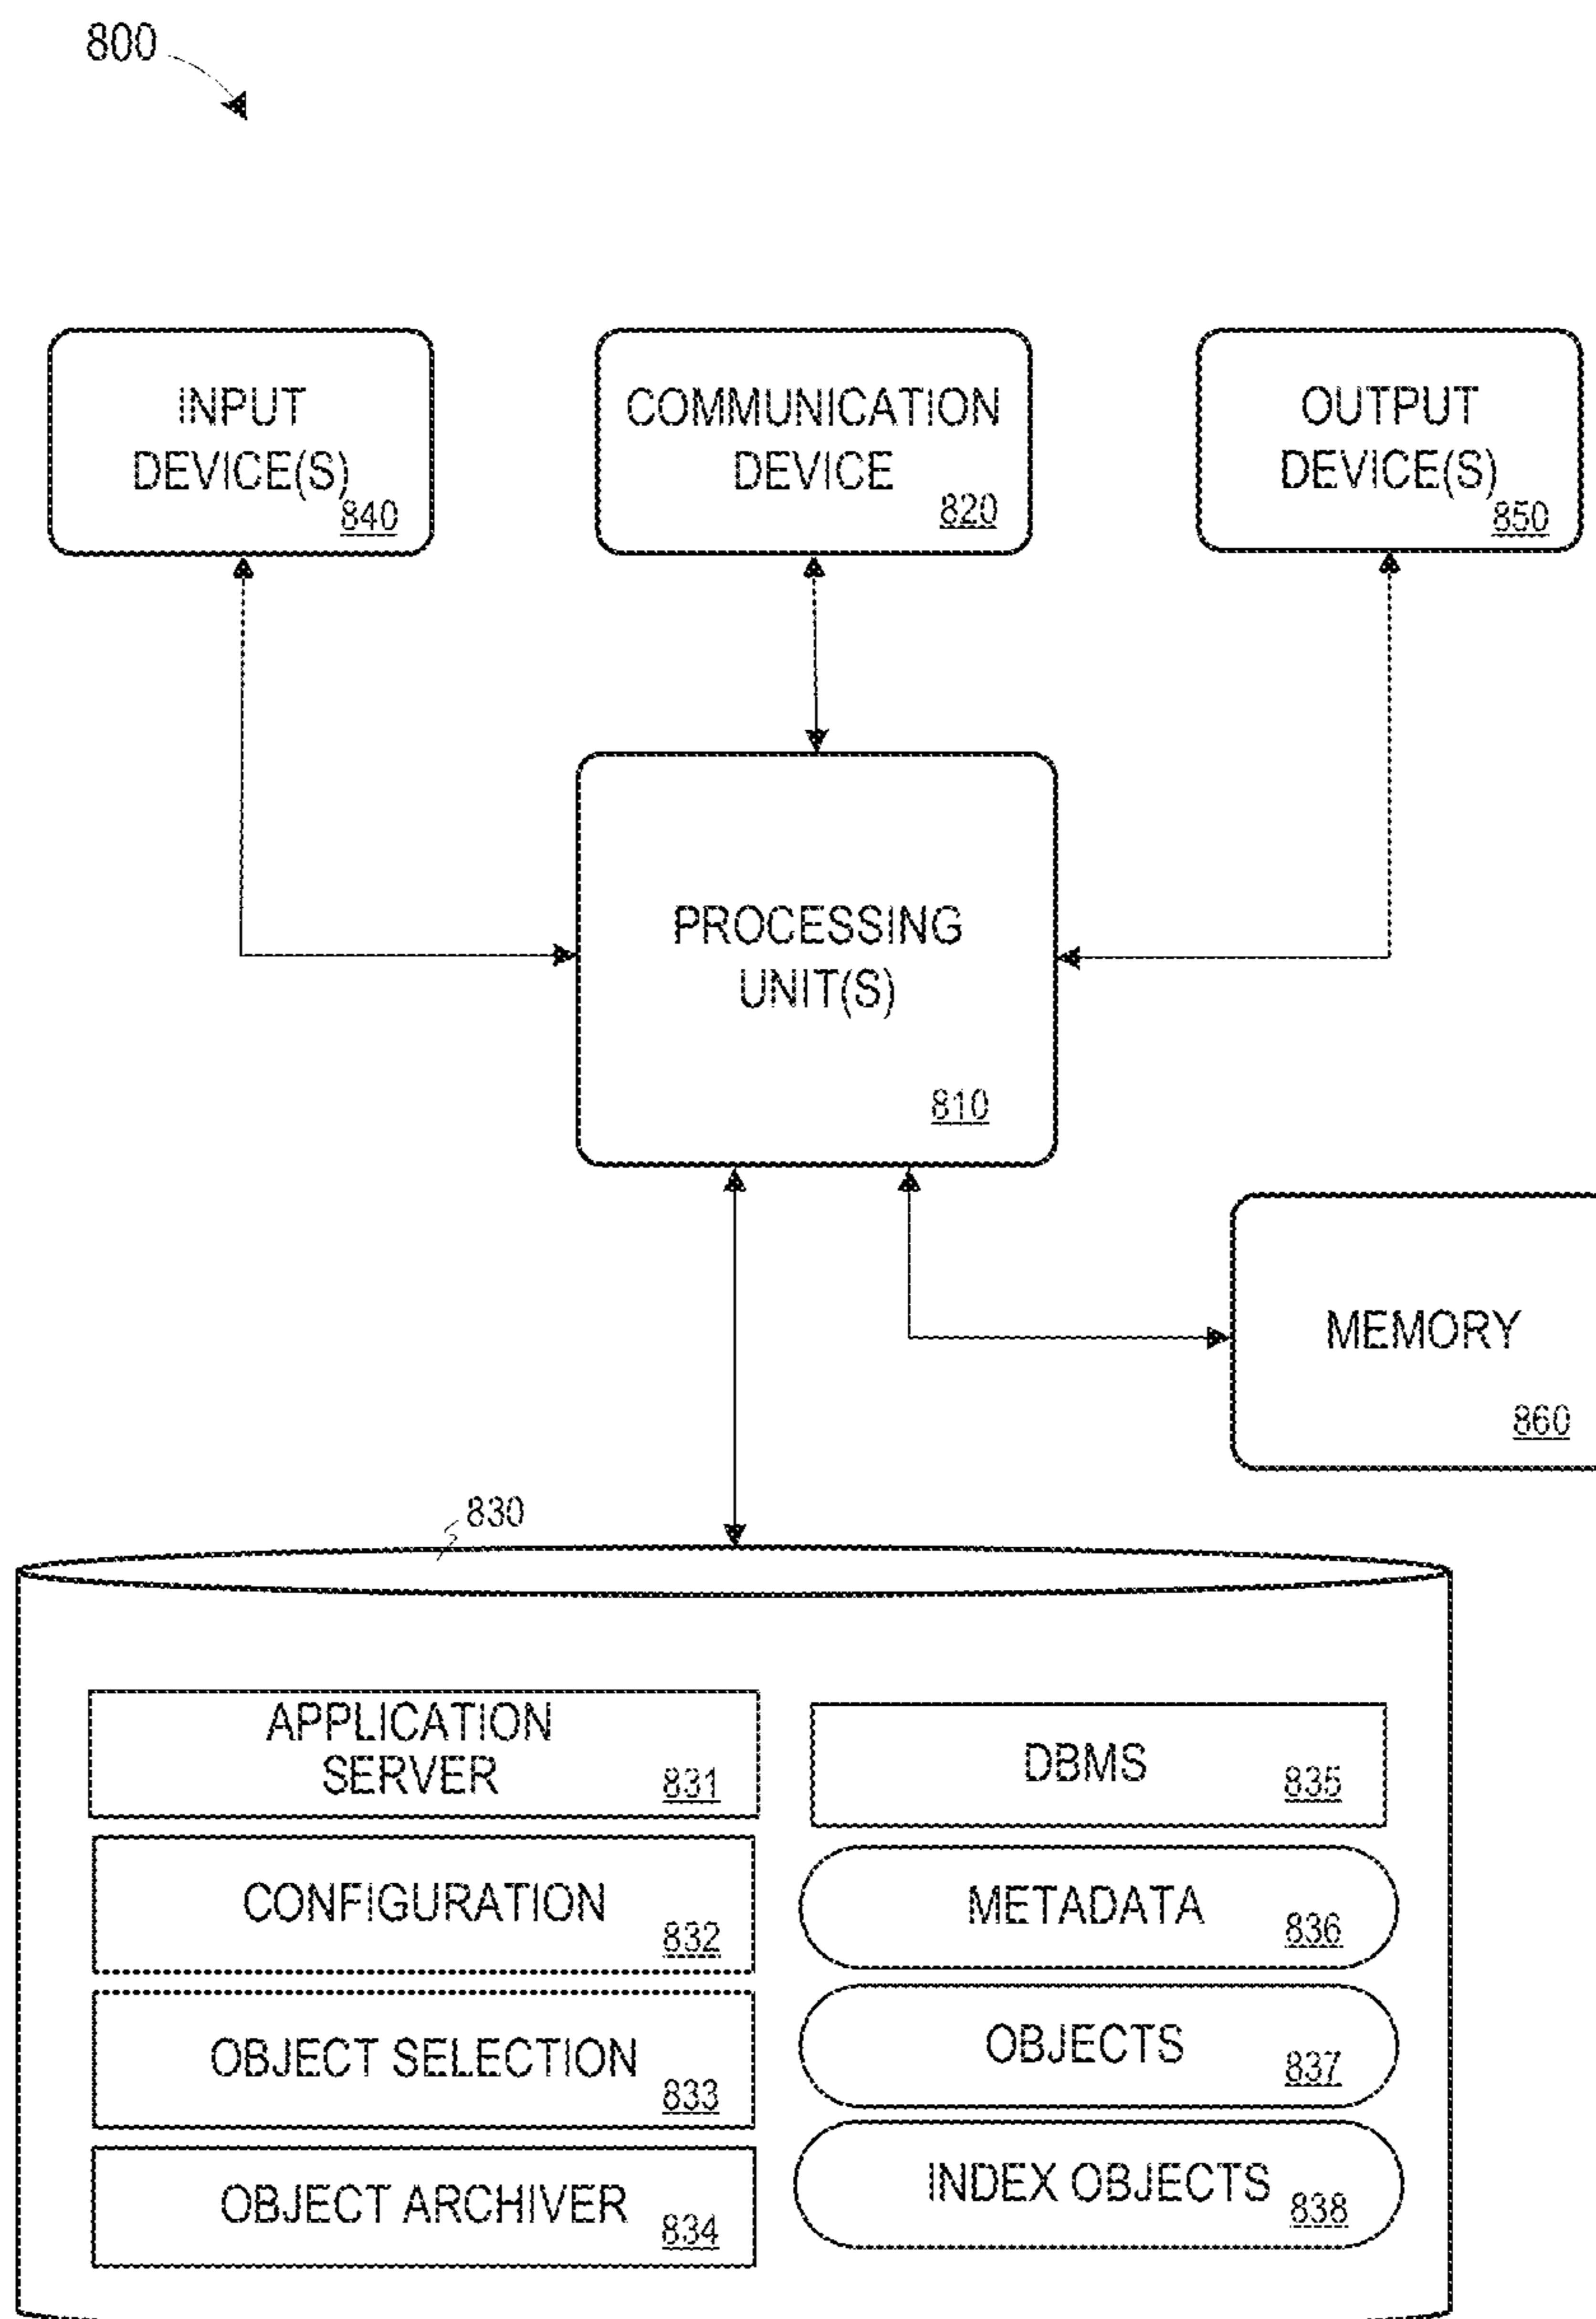 800
INPUT
DEVICE(S)
840
COMMUNICATION
DEVICE
820
OUTPUT
DEVICE(S)
850
PROCESSING
UNIT(S)
810
MEMORY
860
830
APPLICATION
SERVER
831
CONFIGURATION
832
OBJECT SELECTION
833
OBJECT ARCHIVER
834
DBMS
835
METADATA
836
OBJECTS
837
INDEX OBJECTS
838